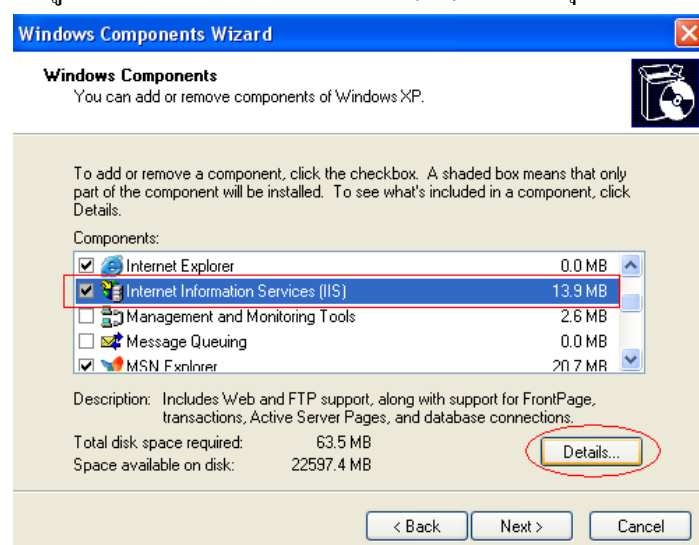 Windows Components Wizard
Windows Components
You can add or remove components of Windows XP.
To add or remove a component, click the checkbox. A shaded box means that only
part of the component will be installed. To see what's included in a component, click
Details.
Components:
Internet Explorer 0.0 MB
Internet Information Services (IIS) 13.9 MB
Management and Monitoring Tools 2.6 MB
Message Queuing 0.0 MB
MSN Explorer 20.7 MB
Description: Includes Web and FTP support, along with support for FrontPage,
transactions, Active Server Pages, and database connections.
Total disk space required: 63.5 MB
Space available on disk: 22597.4 MB
Details...
< Back Next > Cancel